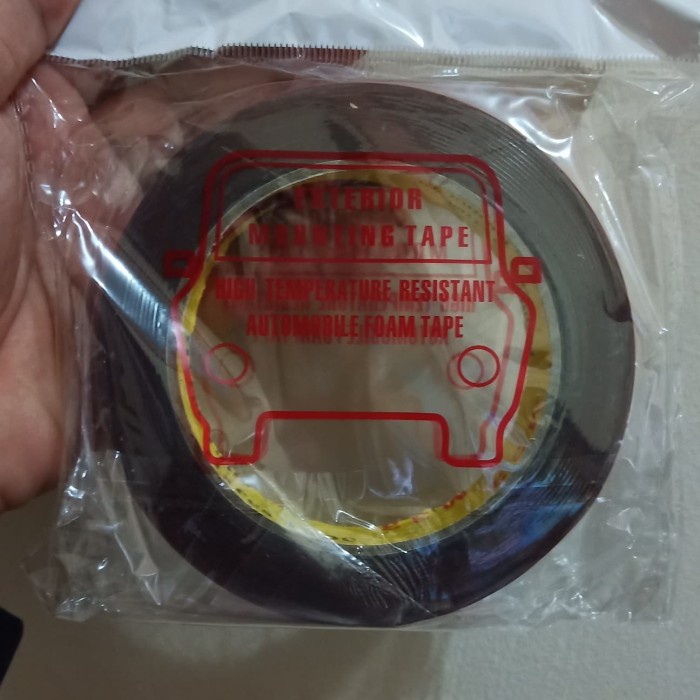 EXTERIOR
MOUNTING TAPE
HIGH TEMPERATURE RESISTANT
AUTOMOBILE FOAM TAPE